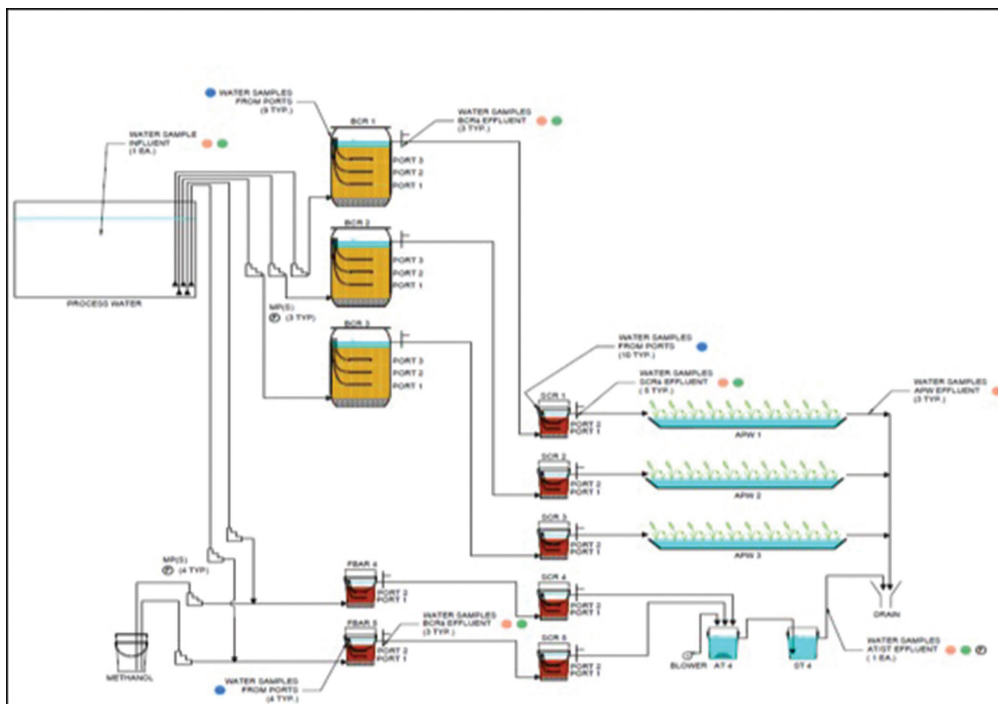 WATER SAMPLES
FROM PORTS
(9 TYP.)
BCR 1
WATER SAMPLES
BCRs EFFLUENT
(3 TYP.)
WATER SAMPLE
INFLUENT
(1 EA.)
PORT 3
PORT 2
PORT 1
BCR 2
PORT 3
PORT 2
PORT 1
PROCESS WATER
MP(S)
P (3 TYP)
BCR 3
PORT 3
PORT 2
PORT 1
WATER SAMPLES
FROM PORTS
(10 TYP.)
WATER SAMPLES
SCRs EFFLUENT
( 5 TYP.)
WATER SAMPLES
APW EFFLUENT
(3 TYP.)
SCR 1
PORT 2
PORT 1
APW 1
SCR 2
PORT 2
PORT 1
APW 2
SCR 3
PORT 2
PORT 1
APW 3
MP(S)
P (4 TYP)
FBAR 4
PORT 2
PORT 1
SCR 4
PORT 2
PORT 1
DRAIN
FBAR 5
PORT 2
PORT 1
WATER SAMPLES
BCRs EFFLUENT
(3 TYP.)
SCR 5
PORT 2
PORT 1
BLOWER
AT 4
ST 4
WATER SAMPLES
AT/ST EFFLUENT
( 1 EA.)
P
METHANOL
WATER SAMPLES
FROM PORTS
(4 TYP.)